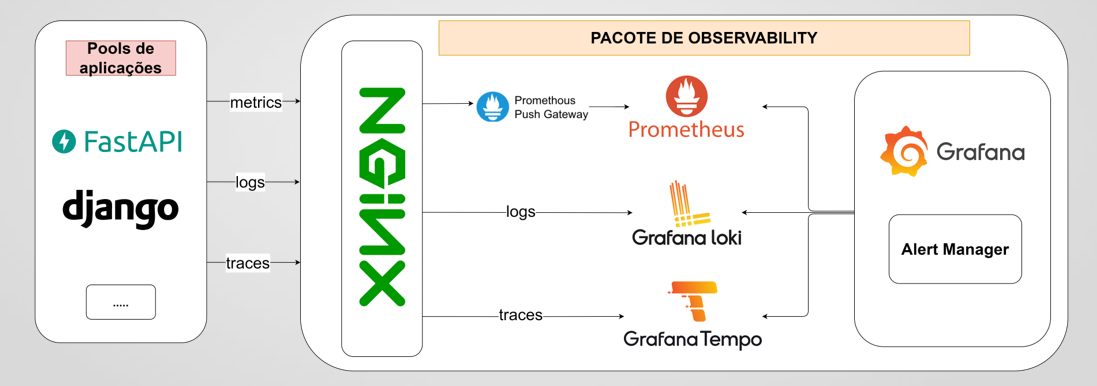 Pools de
aplicações
FastAPI
django
.....
metrics
logs
traces
NGINX
PACOTE DE OBSERVABILITY
Promethous
Push Gateway
Prometheus
logs
Grafana loki
traces
Grafana Tempo
Grafana
Alert Manager